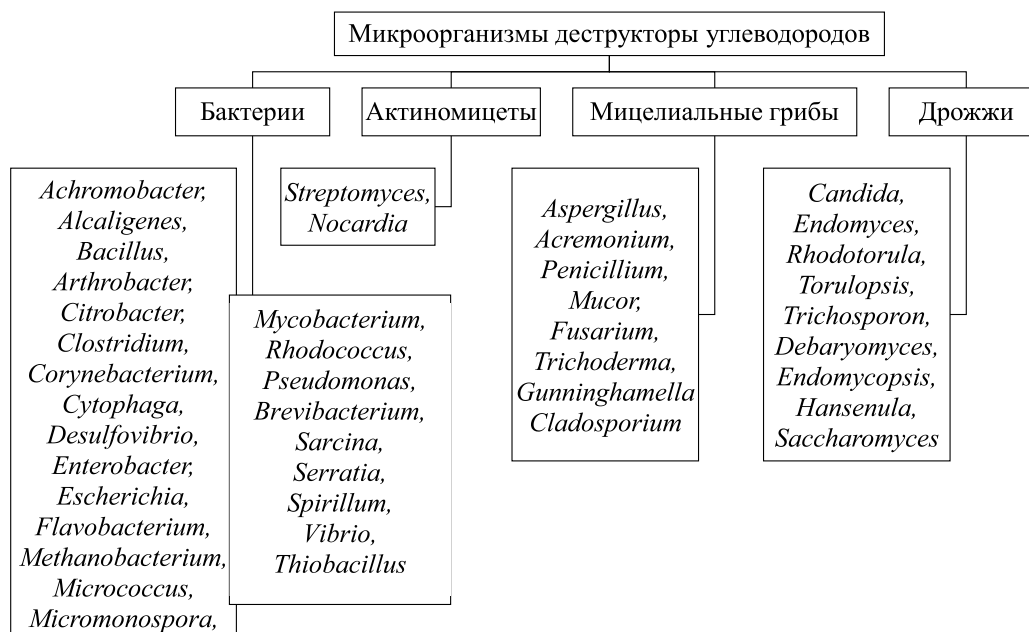 Микроорганизмы деструкторы углеводородов
Бактерии
Актиномицеты
Мицелиальные грибы
Дрожжи
Achromobacter,
Alcaligenes,
Bacillus,
Arthrobacter,
Citrobacter,
Clostridium,
Corynebacterium,
Cytophaga,
Desulfovibrio,
Enterobacter,
Escherichia,
Flavobacterium,
Methanobacterium,
Micrococcus,
Micromonospora,
Mycobacterium,
Rhodococcus,
Pseudomonas,
Brevibacterium,
Sarcina,
Serratia,
Spirillum,
Vibrio,
Thiobacillus
Streptomyces,
Nocardia
Aspergillus,
Acremonium,
Penicillium,
Mucor,
Fusarium,
Trichoderma,
Gunninghamella
Cladosporium
Candida,
Endomyces,
Rhodotorula,
Torulopsis,
Trichosporon,
Debaryomyces,
Endomycopsis,
Hansenula,
Saccharomyces